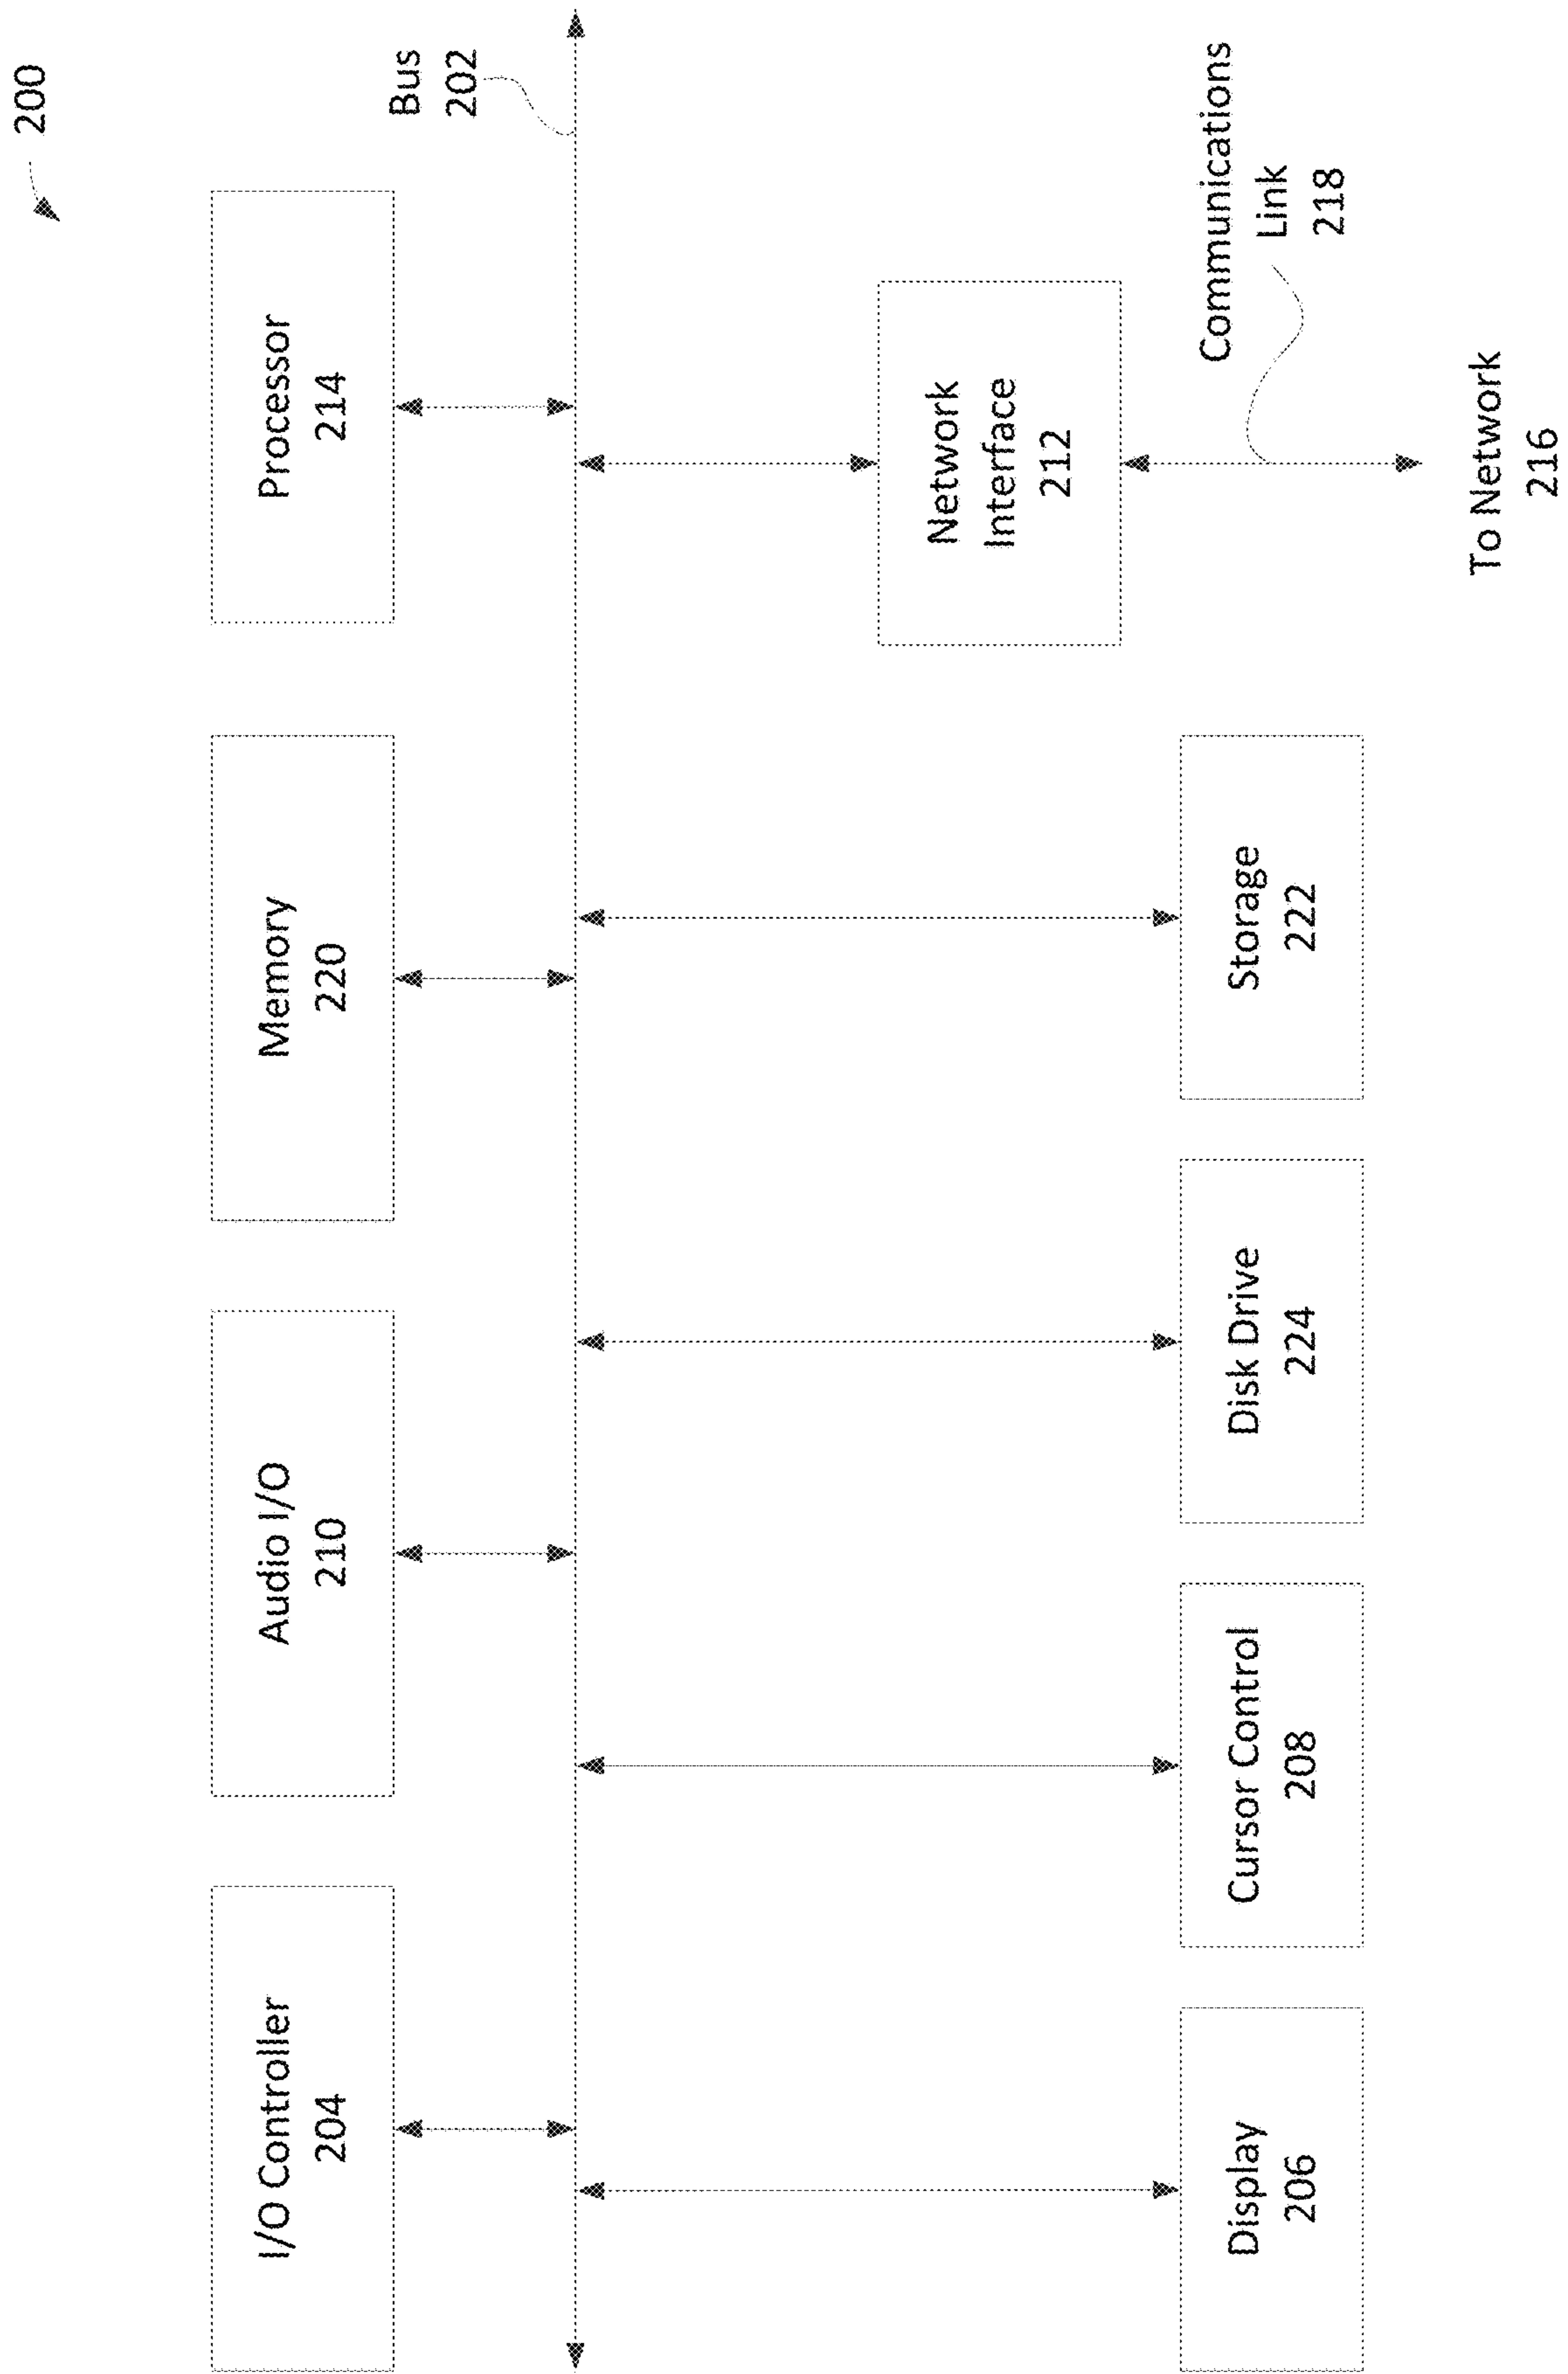 200
I/O Controller
204
Audio I/O
210
Memory
220
Processor
214
Bus
202
Network
Interface
212
Display
206
Cursor Control
208
Disk Drive
224
Storage
222
Communications
Link
218
To Network
216